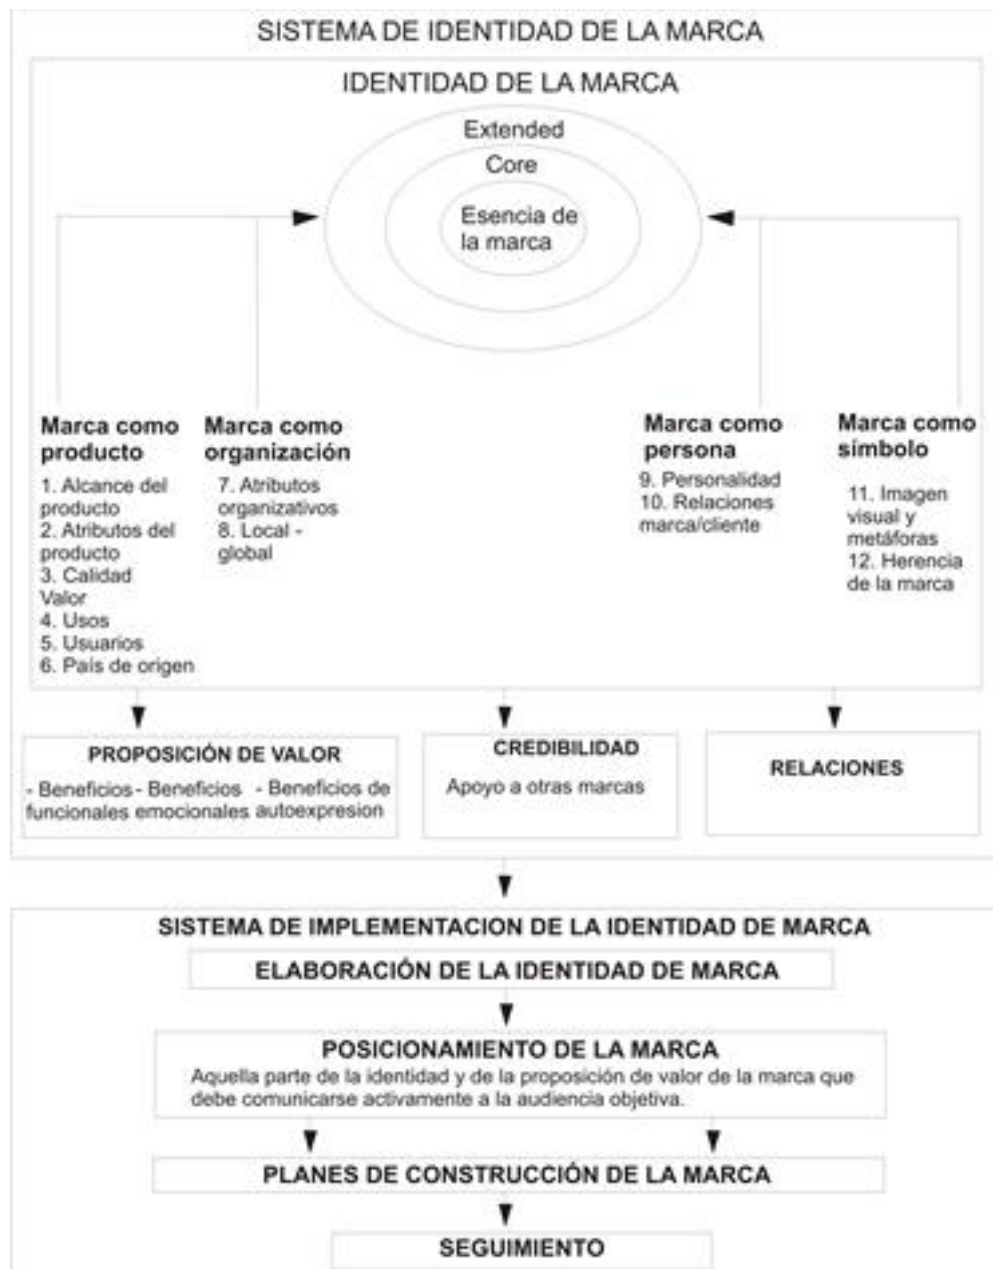 SISTEMA DE IDENTIDAD DE LA MARCA
IDENTIDAD DE LA MARCA
Extended
Core
Esencia de
la marca
Marca como
producto
1. Alcance del
producto
2. Atributos del
producto
3. Calidad
Valor
4. Usos
5. Usuarios
6. País de origen
Marca como
organización
7. Atributos
organizativos
8. Local -
global
Marca como
persona
9. Personalidad
10. Relaciones
marca/cliente
Marca como
símbolo
11. Imagen
visual y
metáforas
12. Herencia
de la marca
PROPOSICIÓN DE VALOR
- Beneficios - Beneficios - Beneficios de
funcionales emocionales autoexpresion
CREDIBILIDAD
Apoyo a otras marcas
RELACIONES
SISTEMA DE IMPLEMENTACION DE LA IDENTIDAD DE MARCA
ELABORACIÓN DE LA IDENTIDAD DE MARCA
POSICIONAMIENTO DE LA MARCA
Aquella parte de la identidad y de la proposición de valor de la marca que
debe comunicarse activamente a la audiencia objetiva.
PLANES DE CONSTRUCCIÓN DE LA MARCA
SEGUIMIENTO